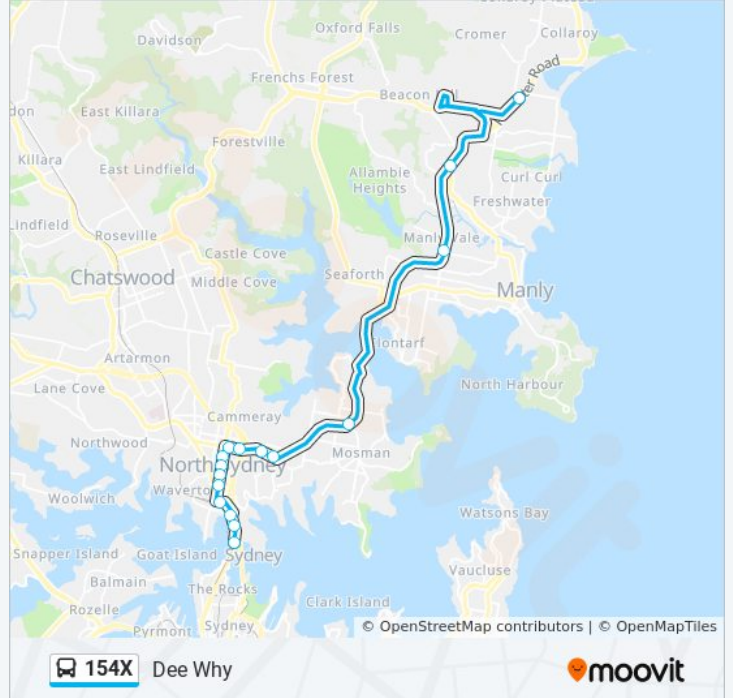 Oxford Falls
Davidson
Cromer
Collaroy
Frenchs Forest
Beacon
East Killara
Forestville
Killara
Allambie
Heights
East Lindfield
Curl Curl
Freshwater
Lindfield
Roseville
Manly Vale
Castle Cove
Chatswood
Middle Cove
Seaforth
Manly
Artarmon
North Harbour
Lane Cove
Cammeray
Northwood
Mosman
North Sydney
Woolwich
Watsons Bay
Snapper Island
Goat Island
Sydney
Balmain
Vaucluse
The Rocks
Clark Island
Rozelle
Pyrmont
Sydney
© OpenStreetMap contributors | © OpenMapTiles
154X
Dee Why
moovit